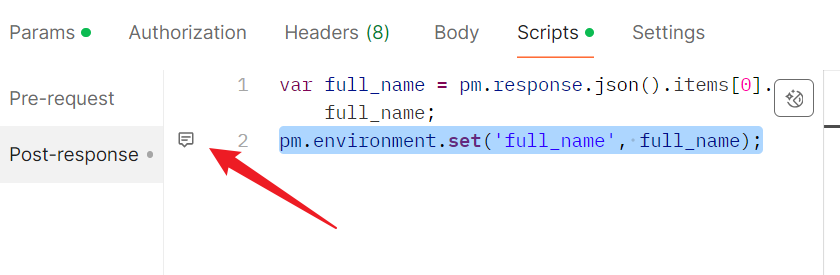 Params Authorization Headers (8) Body Scripts Settings
Pre-request
Post-response
1 var full_name = pm.response.json().items[0].
full_name;
2 pm.environment.set('full_name', full_name);